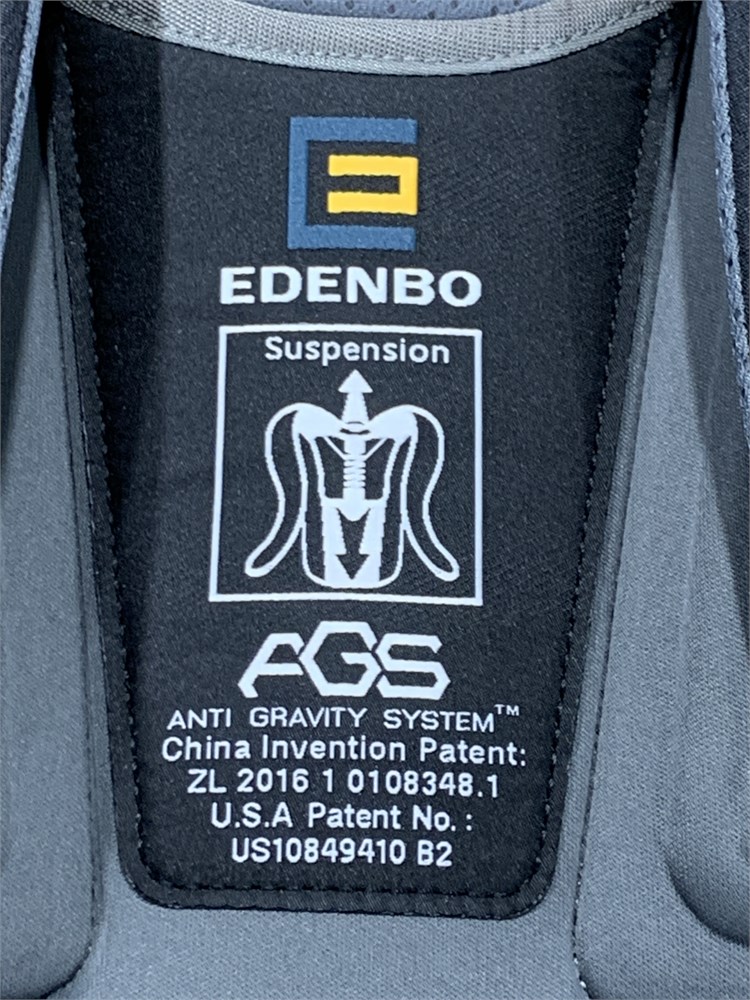 EDENBO
Suspension
AGS
ANTI GRAVITY SYSTEM™
China Invention Patent:
ZL 2016 1 0108348.1
U.S.A Patent No. :
US10849410 B2